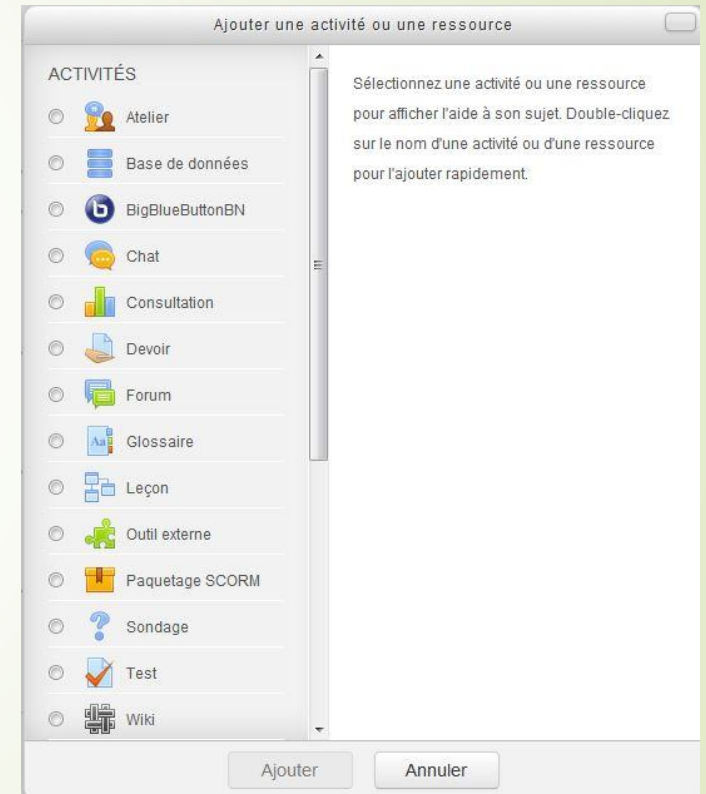 Ajouter une activité ou une ressource
ACTIVITÉS
Atelier
Base de données
BigBlueButtonBN
Chat
Consultation
Devoir
Forum
Glossaire
Leçon
Outil externe
Paquetage SCORM
Sondage
Test
Wiki
Sélectionnez une activité ou une ressource
pour afficher l'aide à son sujet. Double-cliquez
sur le nom d'une activité ou d'une ressource
pour l'ajouter rapidement.
Ajouter
Annuler